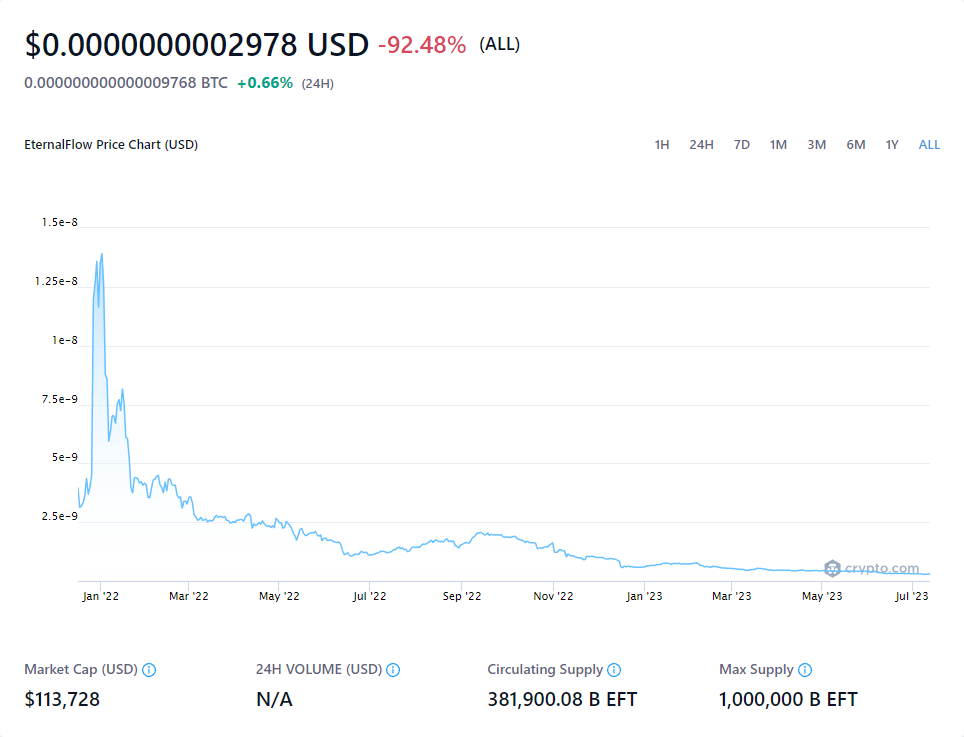 $0.0000000002978 USD -92.48% (ALL)
0.000000000000009768 BTC +0.66% (24H)
EternalFlow Price Chart (USD) 1H 24H 7D 1M 3M 6M 1Y ALL
1.5e-8
1.25e-8
1e-8
7.5e-9
5e-9
2.5e-9
crypto.com
Jan '22 Mar '22 May '22 Jul '22 Sep '22 Nov '22 Jan '23 Mar '23 May '23 Jul '23
Market Cap (USD) 24H VOLUME (USD) Circulating Supply Max Supply
$113,728 N/A 381,900.08 B EFT 1,000,000 B EFT